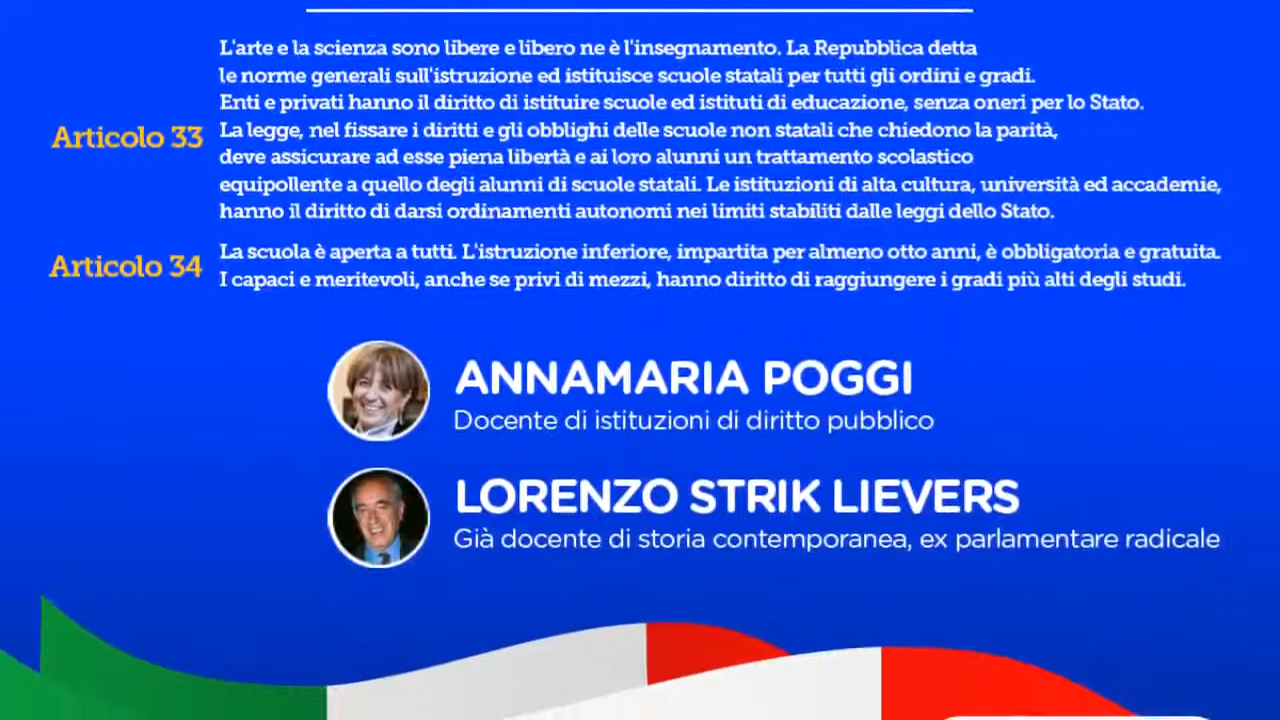 L'arte e la scienza sono libere e libero ne è l'insegnamento. La Repubblica detta
le norme generali sull'istruzione ed istituisce scuole statali per tutti gli ordini e gradi.
Enti e privati hanno il diritto di istituire scuole ed istituti di educazione, senza oneri per lo Stato.
Articolo 33 La legge, nel fissare i diritti e gli obblighi delle scuole non statali che chiedono la parità,
deve assicurare ad esse piena libertà e ai loro alunni un trattamento scolastico
equipollente a quello degli alunni di scuole statali. Le istituzioni di alta cultura, università ed accademie,
hanno il diritto di darsi ordinamenti autonomi nei limiti stabiliti dalle leggi dello Stato.
Articolo 34
La scuola è aperta a tutti. L'istruzione inferiore, impartita per almeno otto anni, è obbligatoria e gratuita.
I capaci e meritevoli, anche se privi di mezzi, hanno diritto di raggiungere i gradi più alti degli studi.
ANNAMARIA POGGI
Docente di istituzioni di diritto pubblico
LORENZO STRIK LIEVERS
Già docente di storia contemporanea, ex parlamentare radicale